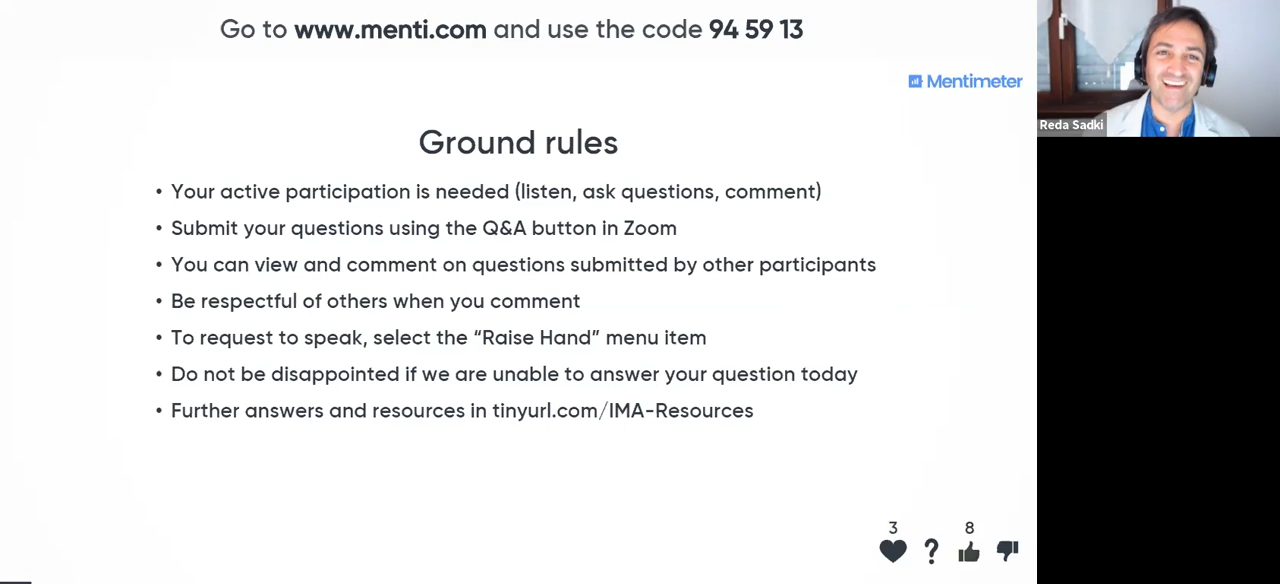 Go to www.menti.com and use the code 94 59 13
Mentimeter
Reda Sadki
Ground rules
• Your active participation is needed (listen, ask questions, comment)
• Submit your questions using the Q&A button in Zoom
• You can view and comment on questions submitted by other participants
• Be respectful of others when you comment
• To request to speak, select the “Raise Hand” menu item
• Do not be disappointed if we are unable to answer your question today
• Further answers and resources in tinyurl.com/IMA-Resources
3 8
?